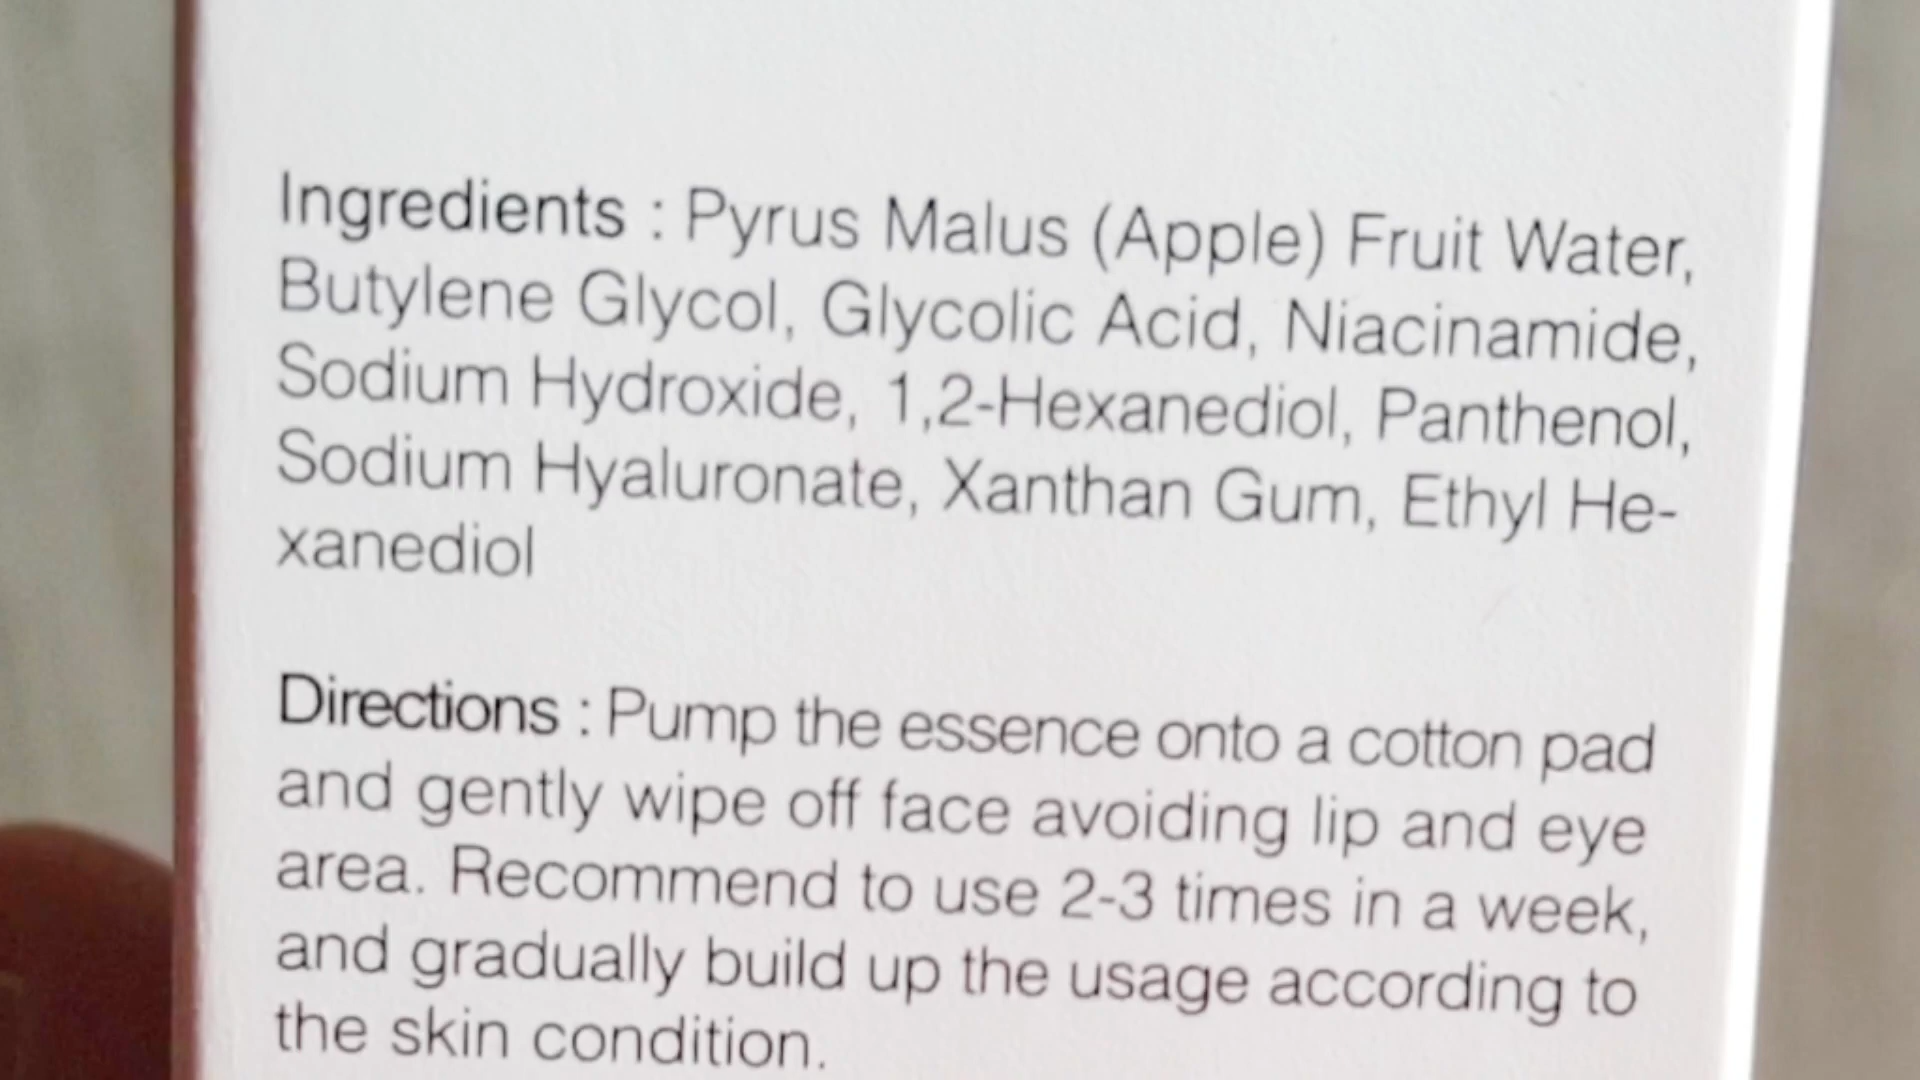 Ingredients : Pyrus Malus (Apple) Fruit Water,
Butylene Glycol, Glycolic Acid, Niacinamide,
Sodium Hydroxide, 1,2-Hexanediol, Panthenol,
Sodium Hyaluronate, Xanthan Gum, Ethyl He-
xanediol
Directions : Pump the essence onto a cotton pad
and gently wipe off face avoiding lip and eye
area. Recommend to use 2-3 times in a week,
and gradually build up the usage according to
the skin condition.